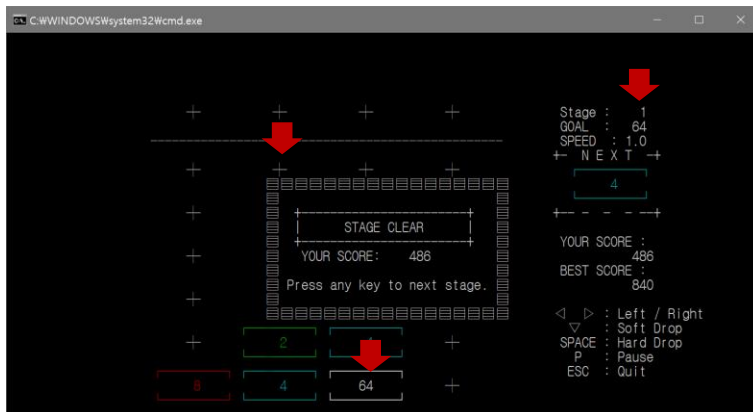 C:₩WINDOWS₩system32₩cmd.exe
Stage : 1
GOAL : 64
SPEED : 1.0
N E X T
4
STAGE CLEAR
YOUR SCORE: 486
Press any key to next stage.
YOUR SCORE :
486
BEST SCORE :
840
◁ ▷ : Left / Right
▽ : Soft Drop
SPACE : Hard Drop
P : Pause
ESC : Quit
2
8 4 64